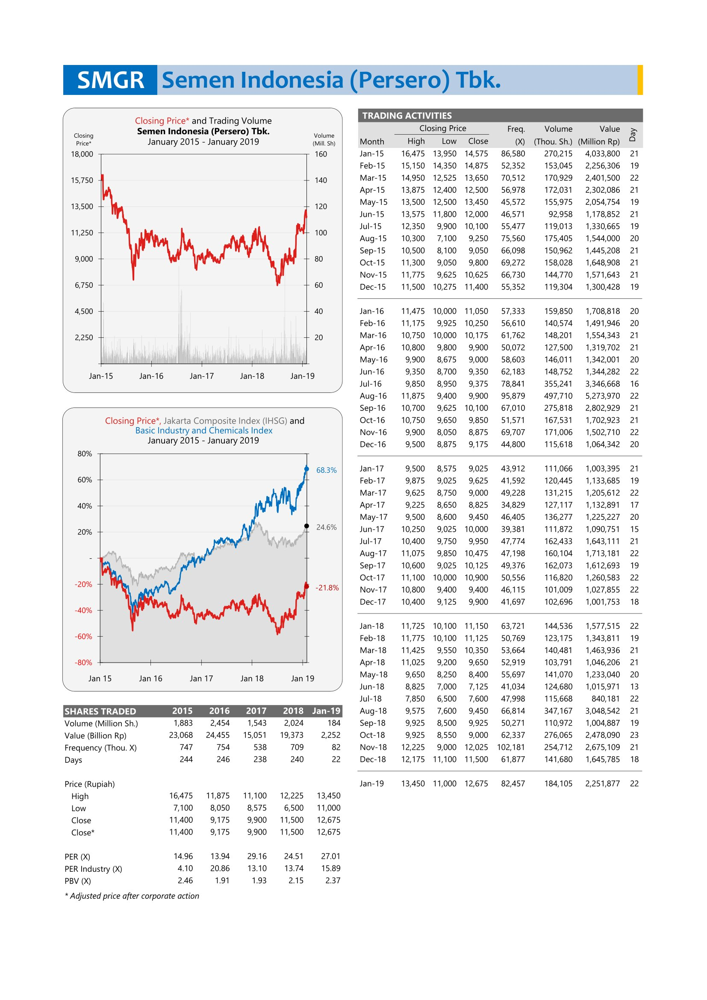 SMGR Semen Indonesia (Persero) Tbk.
Closing Price* and Trading Volume
Semen Indonesia (Persero) Tbk.
January 2015 - January 2019
Closing
Price*
Volume
(Mill. Sh)
18,000 160
15,750 140
13,500 120
11,250 100
9,000 80
6,750 60
4,500 40
2,250 20
Jan-15 Jan-16 Jan-17 Jan-18 Jan-19
Closing Price*, Jakarta Composite Index (IHSG) and
Basic Industry and Chemicals Index
January 2015 - January 2019
80%
68.3%
60%
40%
24.6%
20%
-
-20%
-21.8%
-40%
-60%
-80%
Jan 15 Jan 16 Jan 17 Jan 18 Jan 19
SHARES TRADED 2015 2016 2017 2018 Jan-19
Volume (Million Sh.) 1,883 2,454 1,543 2,024 184
Value (Billion Rp) 23,068 24,455 15,051 19,373 2,252
Frequency (Thou. X) 747 754 538 709 82
Days 244 246 238 240 22
Price (Rupiah)
High 16,475 11,875 11,100 12,225 13,450
Low 7,100 8,050 8,575 6,500 11,000
Close 11,400 9,175 9,900 11,500 12,675
Close* 11,400 9,175 9,900 11,500 12,675
PER (X) 14.96 13.94 29.16 24.51 27.01
PER Industry (X) 4.10 20.86 13.10 13.74 15.89
PBV (X) 2.46 1.91 1.93 2.15 2.37
* Adjusted price after corporate action
TRADING ACTIVITIES
Closing Price Freq. Volume Value Day
Month High Low Close (X) (Thou. Sh.) (Million Rp)
Jan-15 16,475 13,950 14,575 86,580 270,215 4,033,800 21
Feb-15 15,150 14,350 14,875 52,352 153,045 2,256,306 19
Mar-15 14,950 12,525 13,650 70,512 170,929 2,401,500 22
Apr-15 13,875 12,400 12,500 56,978 172,031 2,302,086 21
May-15 13,500 12,500 13,450 45,572 155,975 2,054,754 19
Jun-15 13,575 11,800 12,000 46,571 92,958 1,178,852 21
Jul-15 12,350 9,900 10,100 55,477 119,013 1,330,665 19
Aug-15 10,300 7,100 9,250 75,560 175,405 1,544,000 20
Sep-15 10,500 8,100 9,050 66,098 150,962 1,445,208 21
Oct-15 11,300 9,050 9,800 69,272 158,028 1,648,908 21
Nov-15 11,775 9,625 10,625 66,730 144,770 1,571,643 21
Dec-15 11,500 10,275 11,400 55,352 119,304 1,300,428 19
Jan-16 11,475 10,000 11,050 57,333 159,850 1,708,818 20
Feb-16 11,175 9,925 10,250 56,610 140,574 1,491,946 20
Mar-16 10,750 10,000 10,175 61,762 148,201 1,554,343 21
Apr-16 10,800 9,800 9,900 50,072 127,500 1,319,702 21
May-16 9,900 8,675 9,000 58,603 146,011 1,342,001 20
Jun-16 9,350 8,700 9,350 62,183 148,752 1,344,282 22
Jul-16 9,850 8,950 9,375 78,841 355,241 3,346,668 16
Aug-16 11,875 9,400 9,900 95,879 497,710 5,273,970 22
Sep-16 10,700 9,625 10,100 67,010 275,818 2,802,929 21
Oct-16 10,750 9,650 9,850 51,571 167,531 1,702,923 21
Nov-16 9,900 8,050 8,875 69,707 171,006 1,502,710 22
Dec-16 9,500 8,875 9,175 44,800 115,618 1,064,342 20
Jan-17 9,500 8,575 9,025 43,912 111,066 1,003,395 21
Feb-17 9,875 9,025 9,625 41,592 120,445 1,133,685 19
Mar-17 9,625 8,750 9,000 49,228 131,215 1,205,612 22
Apr-17 9,225 8,650 8,825 34,829 127,117 1,132,891 17
May-17 9,500 8,600 9,450 46,405 136,277 1,225,227 20
Jun-17 10,250 9,025 10,000 39,381 111,872 1,090,751 15
Jul-17 10,400 9,750 9,950 47,774 162,433 1,643,111 21
Aug-17 11,075 9,850 10,475 47,198 160,104 1,713,181 22
Sep-17 10,600 9,025 10,125 49,376 162,073 1,612,693 19
Oct-17 11,100 10,000 10,900 50,556 116,820 1,260,583 22
Nov-17 10,800 9,400 9,400 46,115 101,009 1,027,855 22
Dec-17 10,400 9,125 9,900 41,697 102,696 1,001,753 18
Jan-18 11,725 10,100 11,150 63,721 144,536 1,577,515 22
Feb-18 11,775 10,100 11,125 50,769 123,175 1,343,811 19
Mar-18 11,425 9,550 10,350 53,664 140,481 1,463,936 21
Apr-18 11,025 9,200 9,650 52,919 103,791 1,046,206 21
May-18 9,650 8,250 8,400 55,697 141,070 1,233,040 20
Jun-18 8,825 7,000 7,125 41,034 124,680 1,015,971 13
Jul-18 7,850 6,500 7,600 47,998 115,668 840,181 22
Aug-18 9,575 7,600 9,450 66,814 347,167 3,048,542 21
Sep-18 9,925 8,500 9,925 50,271 110,972 1,004,887 19
Oct-18 9,925 8,550 9,000 62,337 276,065 2,478,090 23
Nov-18 12,225 9,000 12,025 102,181 254,712 2,675,109 21
Dec-18 12,175 11,100 11,500 61,877 141,680 1,645,785 18
Jan-19 13,450 11,000 12,675 82,457 184,105 2,251,877 22